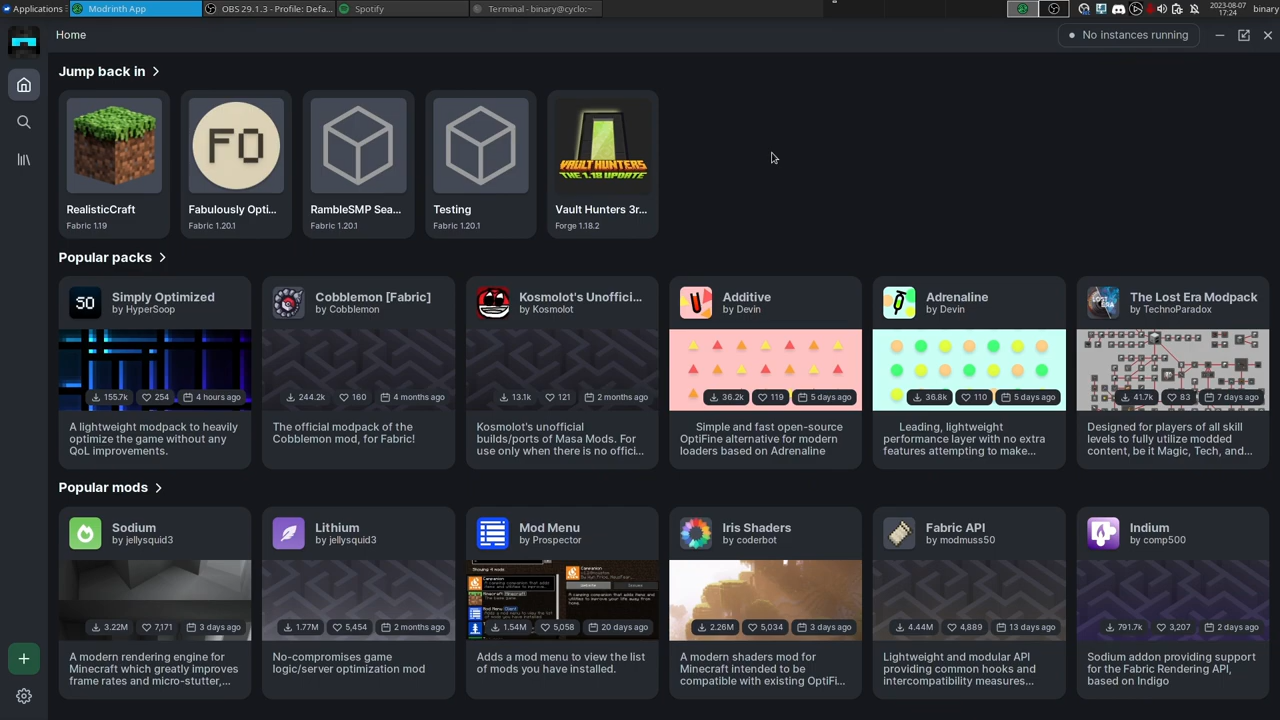 Applications
Modrinth App
OBS 29.1.3 - Profile: Defa...
Spotify
Terminal - binary@cyclo:~
2023-08-07
17:24
binary
Home
No instances running
Jump back in
FO
VAULT HUNTERS
THE 1.18 UPDATE
RealisticCraft
Fabric 1.19
Fabulously Opti...
Fabric 1.20.1
RambleSMP Sea...
Fabric 1.20.1
Testing
Fabric 1.20.1
Vault Hunters 3r...
Forge 1.18.2
Popular packs
SO
Simply Optimized
by HyperSoop
155.7k
254
4 hours ago
A lightweight modpack to heavily
optimize the game without any
QoL improvements.
Cobblemon [Fabric]
by Cobblemon
244.2k
160
4 months ago
The official modpack of the
Cobblemon mod, for Fabric!
Kosmolot's Unoffici...
by Kosmolot
13.1k
121
2 months ago
Kosmolot's unofficial
builds/ports of Masa Mods. For
use only when there is no offici...
Additive
by Devin
36.2k
119
5 days ago
Simple and fast open-source
OptiFine alternative for modern
loaders based on Adrenaline
Adrenaline
by Devin
36.8k
110
5 days ago
Leading, lightweight
performance layer with no extra
features attempting to make...
LOST ERA
The Lost Era Modpack
by TechnoParadox
41.7k
83
7 days ago
Designed for players of all skill
levels to fully utilize modded
content, be it Magic, Tech, and...
Popular mods
Sodium
by jellysquid3
3.22M
7,171
3 days ago
A modern rendering engine for
Minecraft which greatly improves
frame rates and micro-stutter,...
Lithium
by jellysquid3
1.77M
5,454
2 months ago
No-compromises game
logic/server optimization mod
Mod Menu
by Prospector
1.54M
5,058
20 days ago
Adds a mod menu to view the list
of mods you have installed.
Iris Shaders
by coderbot
2.26M
5,034
3 days ago
A modern shaders mod for
Minecraft intended to be
compatible with existing OptiFi...
Fabric API
by modmuss50
4.44M
4,889
13 days ago
Lightweight and modular API
providing common hooks and
intercompatibility measures...
Indium
by comp500
791.7k
3,207
2 days ago
Sodium addon providing support
for the Fabric Rendering API,
based on Indigo